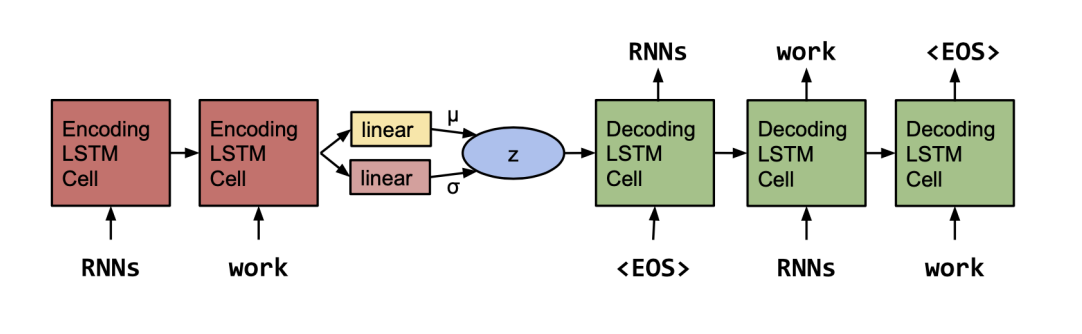 RNNs work <EOS>
Encoding LSTM Cell
Encoding LSTM Cell
linear
μ
linear
σ
z
Decoding LSTM Cell
Decoding LSTM Cell
Decoding LSTM Cell
RNNs work <EOS> RNNs work